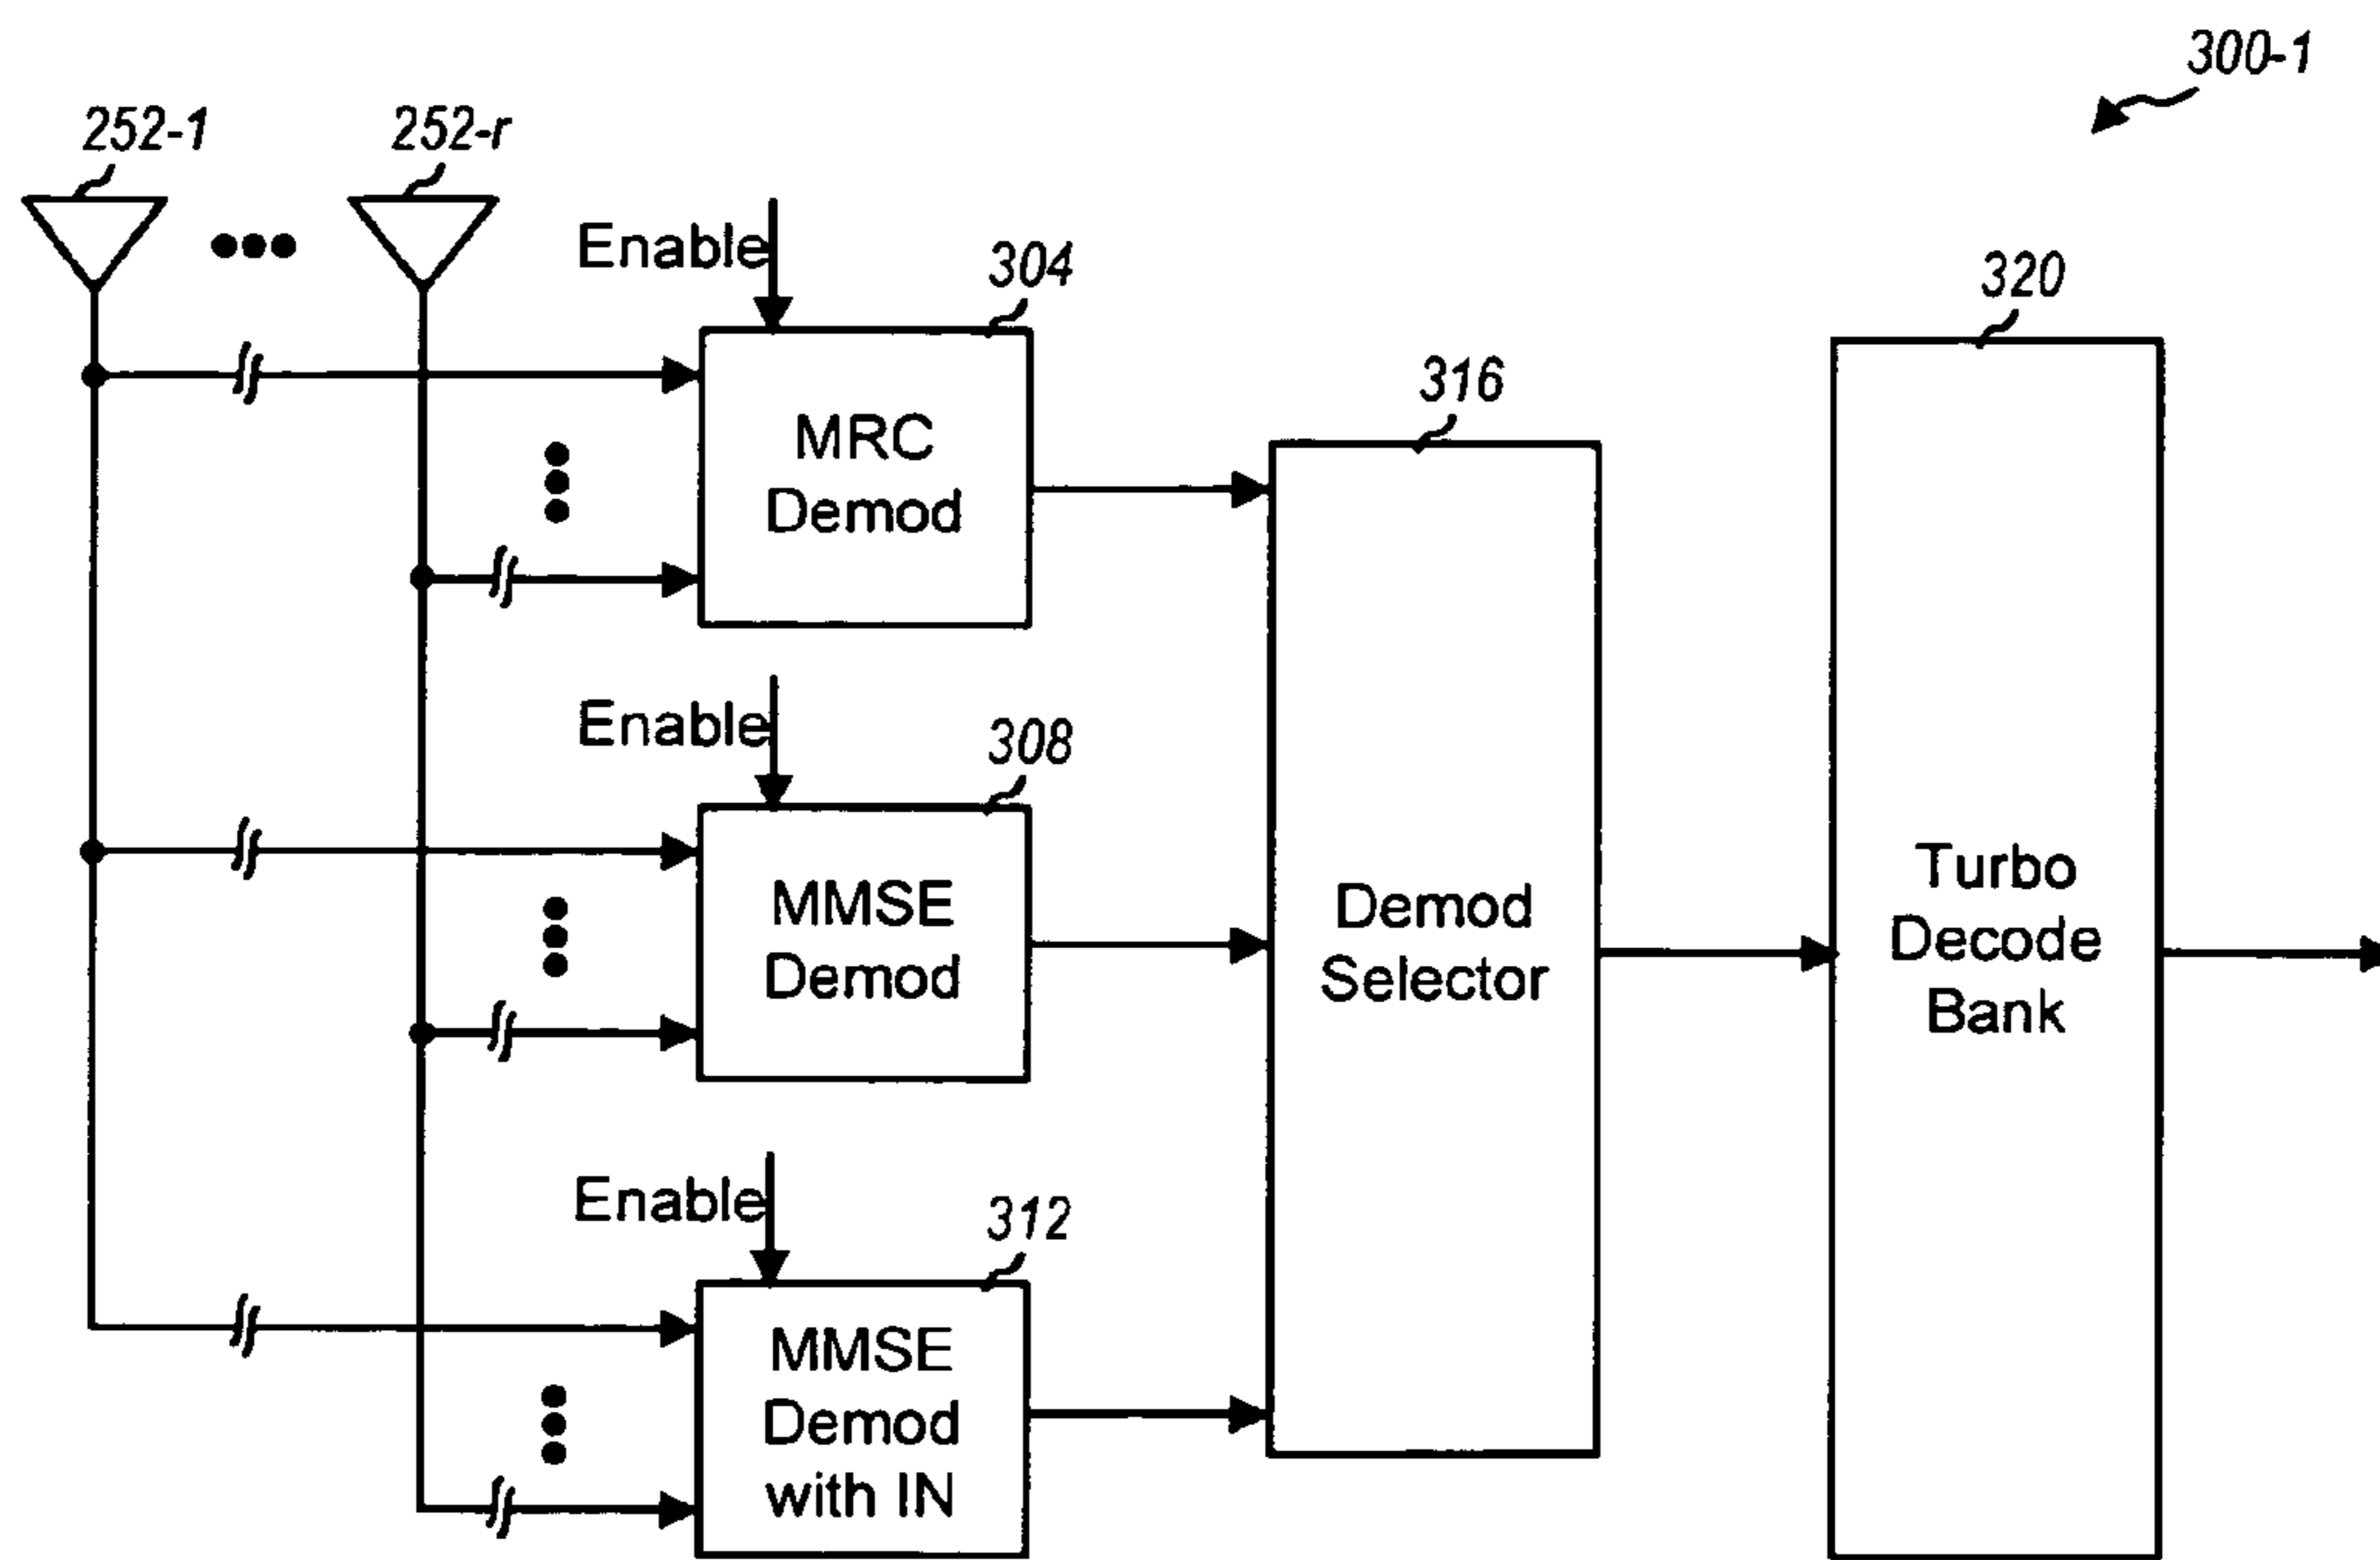 300-1
252-1
252-r
Enable
304
MRC
Demod
316
320
Enable
308
MMSE
Demod
Demod
Selector
Turbo
Decode
Bank
Enable
312
MMSE
Demod
with IN